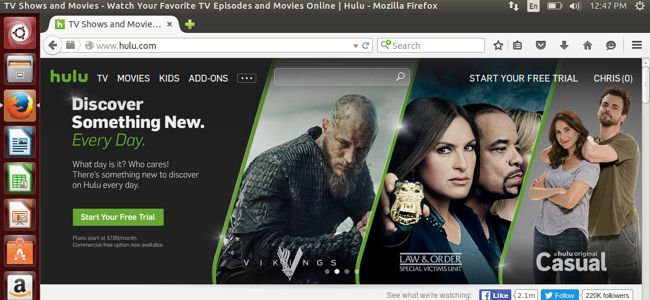 TV Shows and Movies - Watch Your Favorite TV Episodes and Movies Online | Hulu - Mozilla Firefox
En
12:47 PM
h TV Shows and Movie...
www.hulu.com
Search
hulu TV MOVIES KIDS ADD-ONS START YOUR FREE TRIAL CHRIS(0)
Discover
Something New.
Every Day.
What day is it? Who cares!
There's something new to discover
on Hulu every day.
Start Your Free Trial
Plans start at $7.99/month.
Commercial-free option now available.
VIKINGS
LAW & ORDER
SPECIAL VICTIMS UNIT
a hulu original
Casual
See what we're watching: Like 2.1m Follow 220K followers